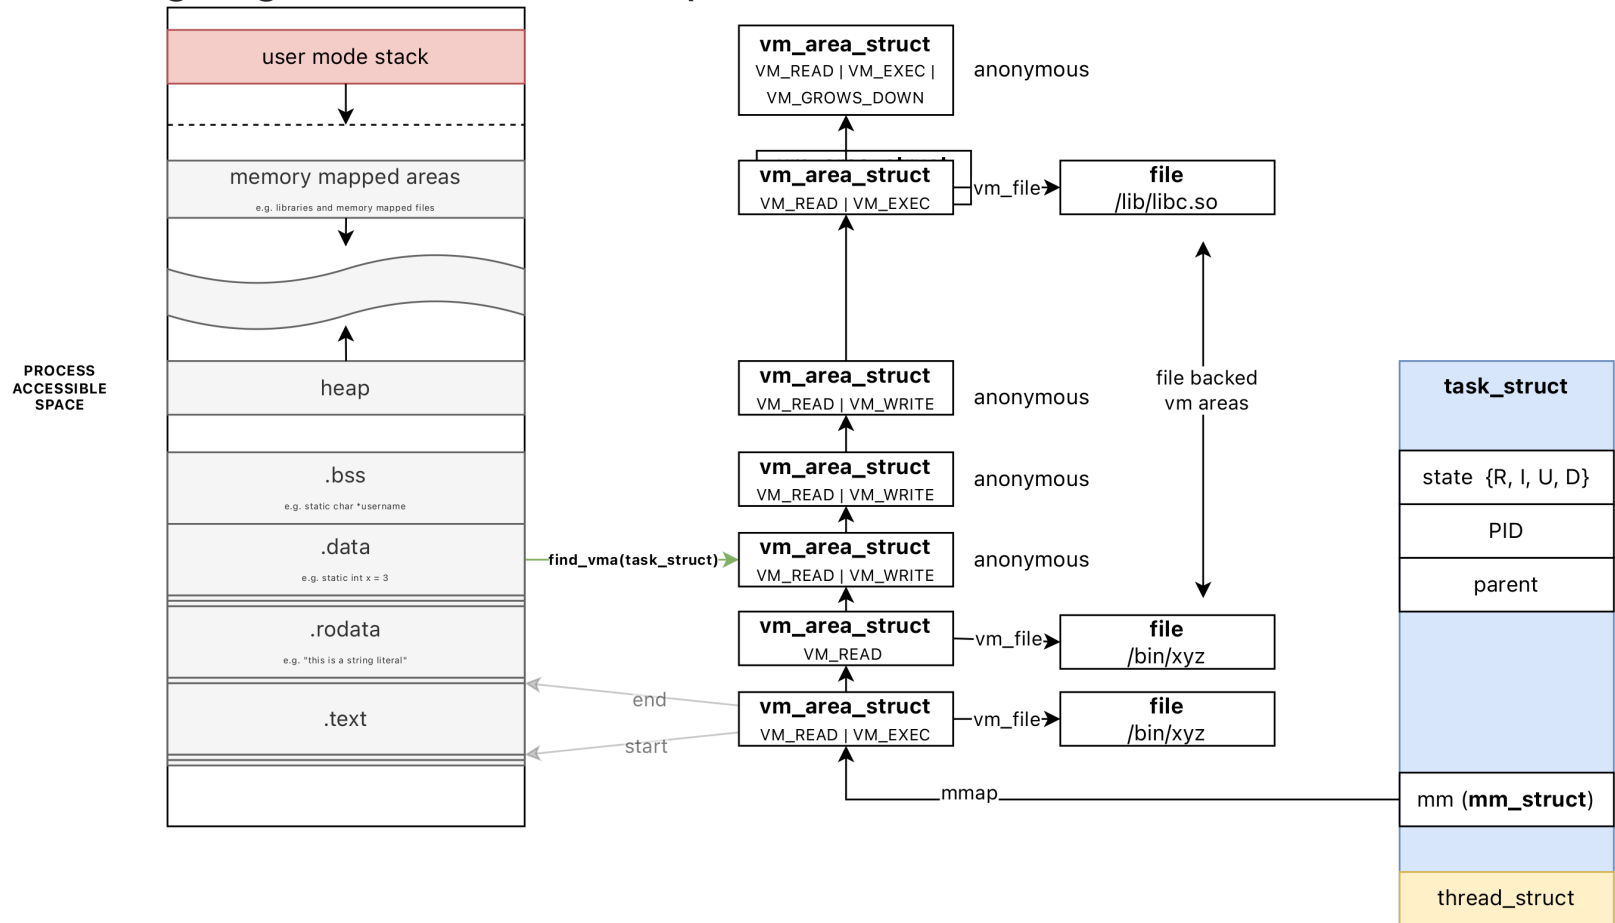 user mode stack
memory mapped areas
e.g. libraries and memory mapped files
PROCESS
ACCESSIBLE
SPACE
heap
.bss
e.g. static char *username
.data
e.g. static int x = 3
.rodata
e.g. "this is a string literal"
.text
find_vma(task_struct)
end
start
vm_area_struct
VM_READ | VM_EXEC |
VM_GROWS_DOWN
anonymous
vm_area_struct
VM_READ | VM_EXEC
vm_file
file
/lib/libc.so
vm_area_struct
VM_READ | VM_WRITE
anonymous
vm_area_struct
VM_READ | VM_WRITE
anonymous
vm_area_struct
VM_READ | VM_WRITE
anonymous
vm_area_struct
VM_READ
vm_file
file
/bin/xyz
vm_area_struct
VM_READ | VM_EXEC
vm_file
file
/bin/xyz
file backed
vm areas
mmap
task_struct
state {R, I, U, D}
PID
parent
mm (mm_struct)
thread_struct